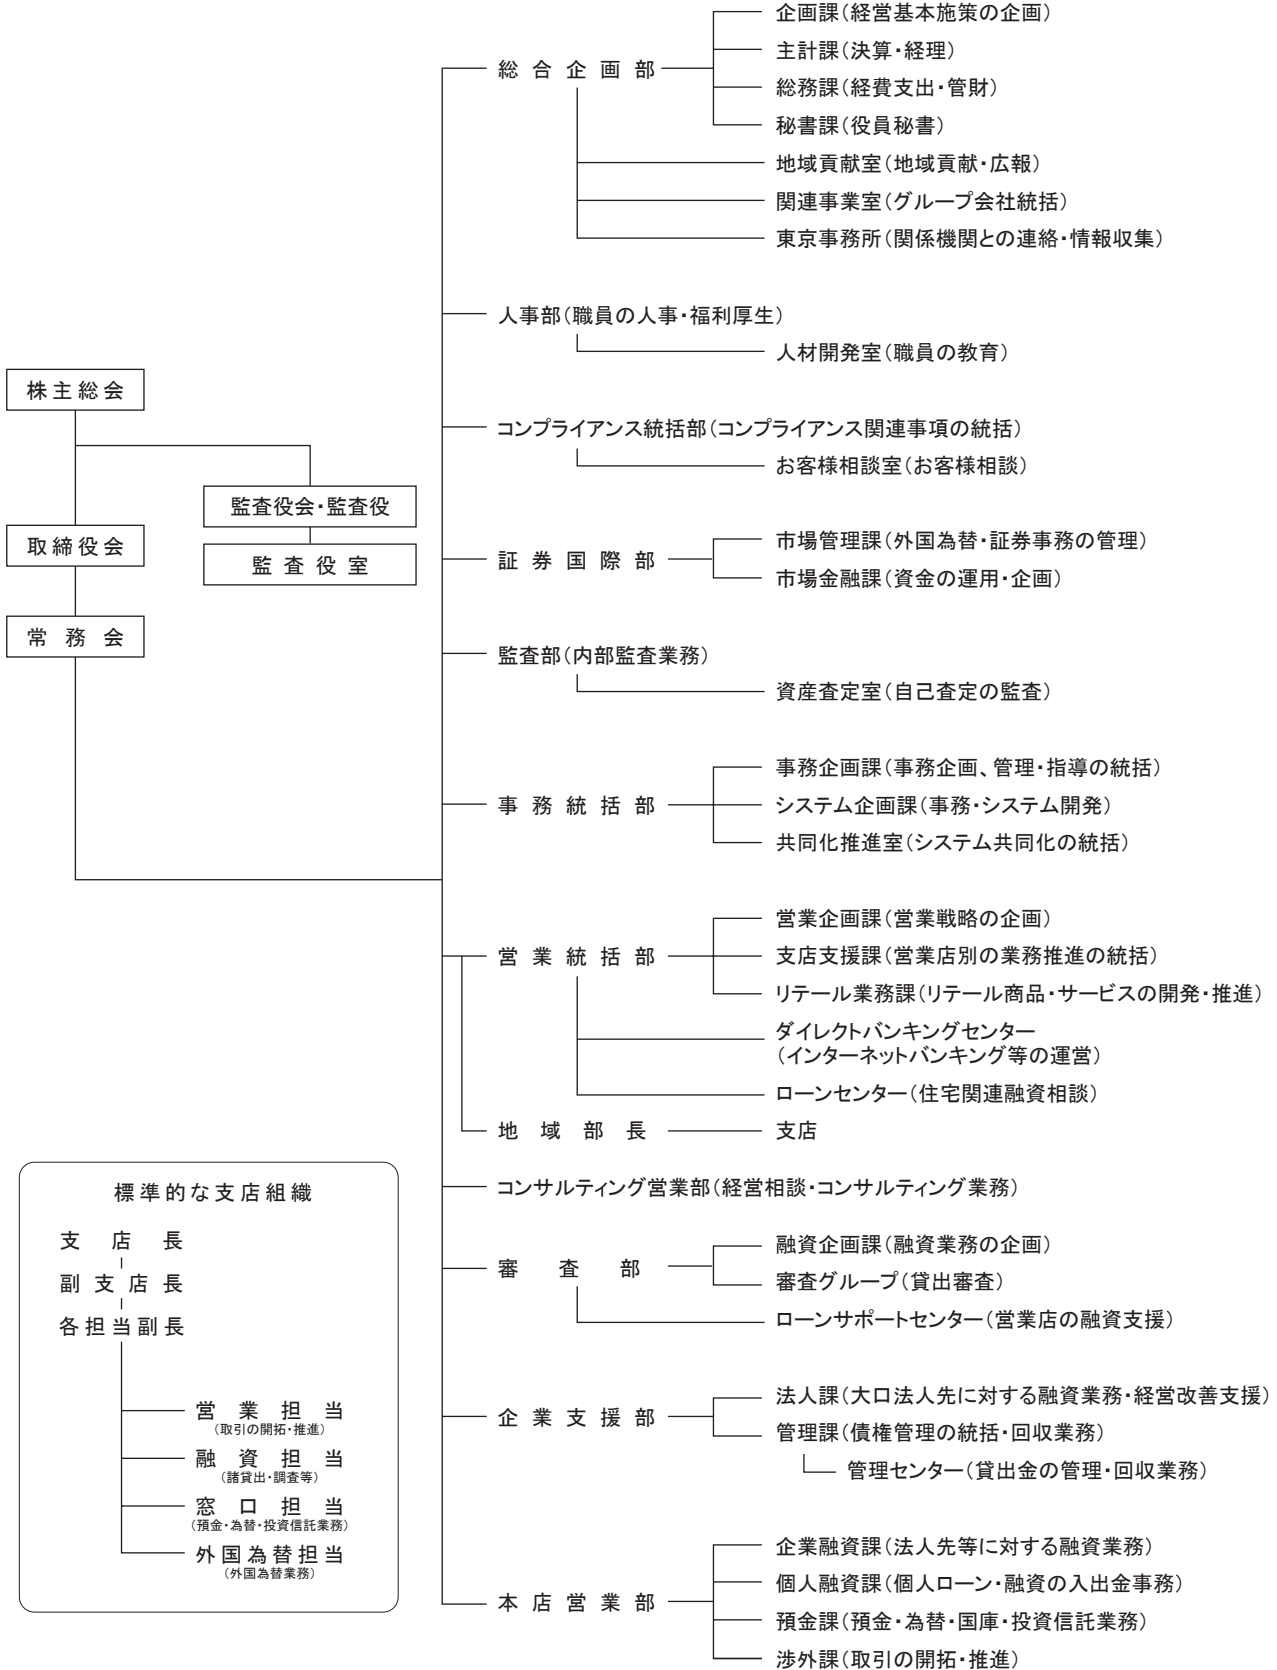 企画課(経営基本施策の企画)
主計課(決算・経理)
総合企画部
総務課(経費支出・管財)
秘書課(役員秘書)
地域貢献室(地域貢献・広報)
関連事業室(グループ会社統括)
東京事務所(関係機関との連絡・情報収集)
人事部(職員の人事・福利厚生)
人材開発室(職員の教育)
株主総会
コンプライアンス統括部(コンプライアンス関連事項の統括)
お客様相談室(お客様相談)
監査役会・監査役
取締役会
監査役室
証券国際部
市場管理課(外国為替・証券事務の管理)
市場金融課(資金の運用・企画)
常務会
監査部(内部監査業務)
資産査定室(自己査定の監査)
事務企画課(事務企画、管理・指導の統括)
事務統括部
システム企画課(事務・システム開発)
共同化推進室(システム共同化の統括)
営業企画課(営業戦略の企画)
営業統括部
支店支援課(営業店別の業務推進の統括)
リテール業務課(リテール商品・サービスの開発・推進)
ダイレクトバンキングセンター
(インターネットバンキング等の運営)
ローンセンター(住宅関連融資相談)
地域部長
支店
コンサルティング営業部(経営相談・コンサルティング業務)
融資企画課(融資業務の企画)
審査部
審査グループ(貸出審査)
ローンサポートセンター(営業店の融資支援)
法人課(大口法人先に対する融資業務・経営改善支援)
企業支援部
管理課(債権管理の統括・回収業務)
管理センター(貸出金の管理・回収業務)
企業融資課(法人先等に対する融資業務)
個人融資課(個人ローン・融資の入出金事務)
本店営業部
預金課(預金・為替・国庫・投資信託業務)
渉外課(取引の開拓・推進)
標準的な支店組織
支店長
副支店長
各担当副長
営業担当
(取引の開拓・推進)
融資担当
(諸貸出・調査等)
窓口担当
(預金・為替・投資信託業務)
外国為替担当
(外国為替業務)